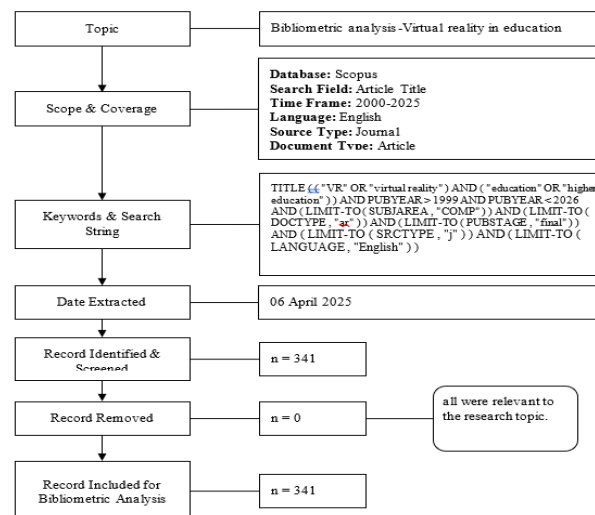 Topic
Bibliometric analysis -Virtual reality in education
Scope & Coverage
Database: Scopus
Search Field: Article Title
Time Frame: 2000-2025
Language: English
Source Type: Journal
Document Type: Article
Keywords & Search
String
TITLE (( "VR" OR "virtual reality" ) AND ( "education" OR "higher
education" ) ) AND PUBYEAR > 1999 AND PUBYEAR < 2026
AND ( LIMIT-TO ( SUBJAREA , "COMP" ) ) AND ( LIMIT-TO (
DOCTYPE , "ar" ) ) AND ( LIMIT-TO ( PUBSTAGE , "final" ) )
AND ( LIMIT-TO ( SRCTYPE , "j" ) ) AND ( LIMIT-TO (
LANGUAGE , "English" ) )
Date Extracted
06 April 2025
Record Identified &
Screened
n = 341
Record Removed
n = 0
all were relevant to
the research topic.
Record Included for
Bibliometric Analysis
n = 341